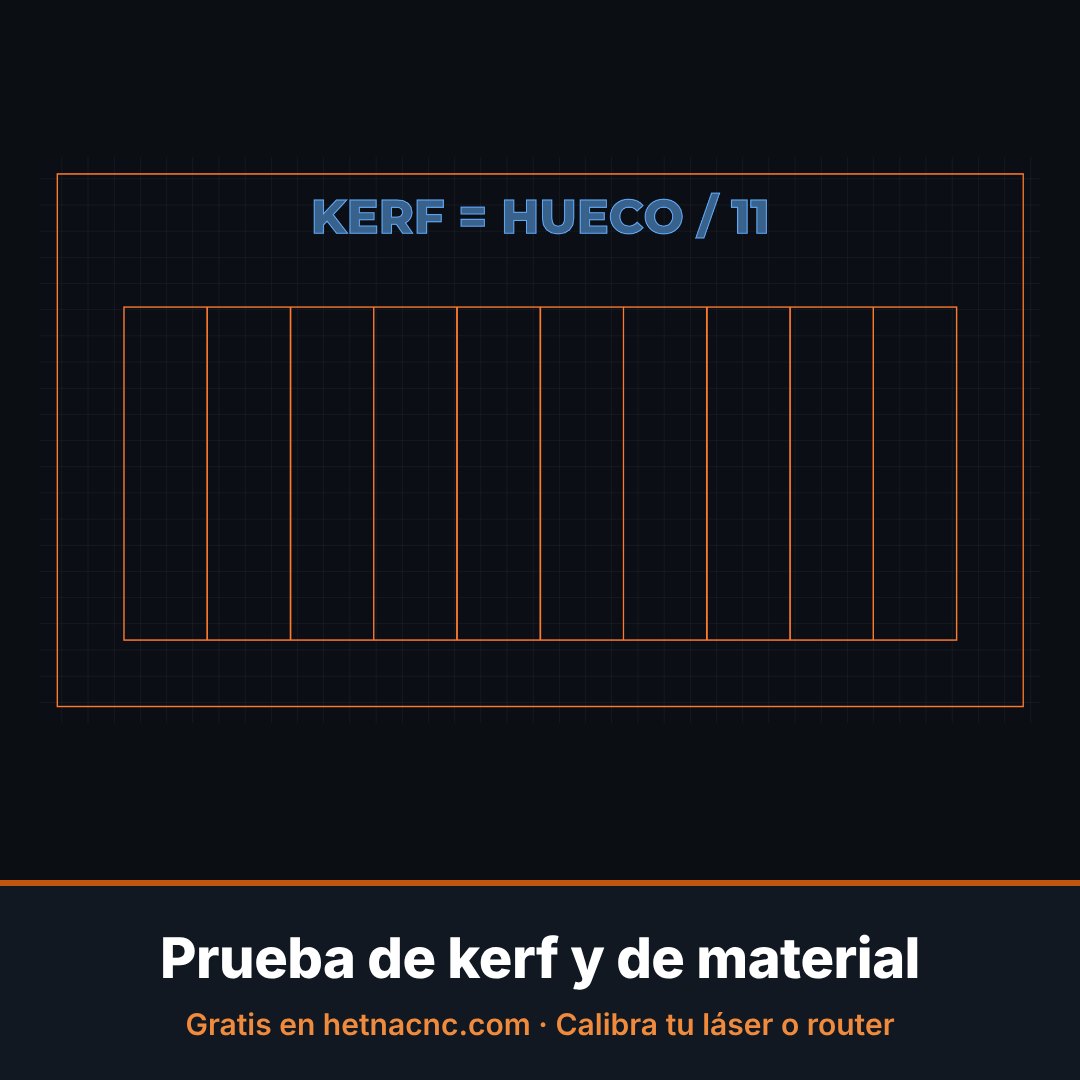 KERF = HUECO / 11
Prueba de kerf y de material
Gratis en hetnacnc.com · Calibra tu láser o router